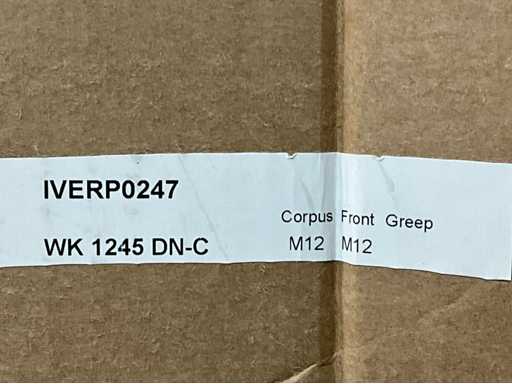 IVERP0247
WK 1245 DN-C
Corpus Front Greep
M12 M12